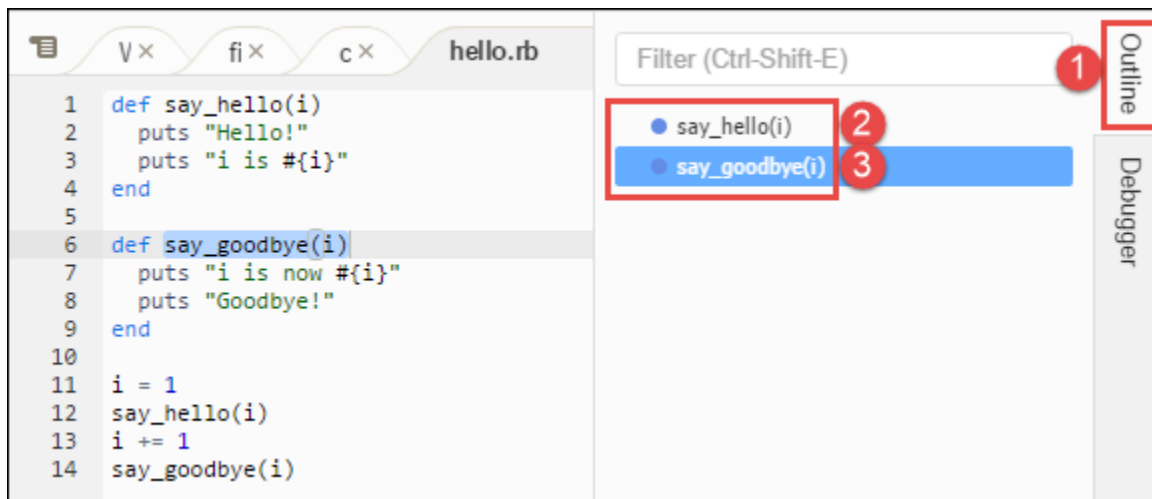 V × fi × c × hello.rb
1 def say_hello(i)
2   puts "Hello!"
3   puts "i is #{i}"
4 end
5
6 def say_goodbye(i)
7   puts "i is now #{i}"
8   puts "Goodbye!"
9 end
10
11 i = 1
12 say_hello(i)
13 i += 1
14 say_goodbye(i)
Filter (Ctrl-Shift-E)
say_hello(i) 2
say_goodbye(i) 3
1 Outline
Debugger